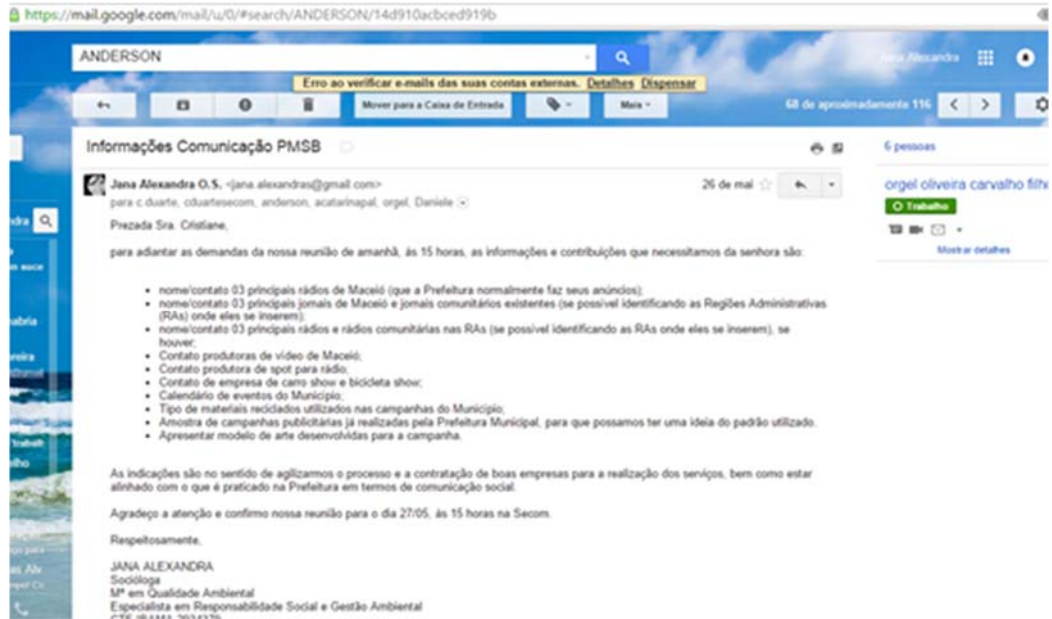 https://mail.google.com/mail/u/0/#search/ANDERSON/14d910acbced919b
ANDERSON
Jana Alexandra
Erro ao verificar e-mails das suas contas externas. Detalhes Dispensar
Mover para a Caixa de Entrada
Mais
68 de aproximadamente 116
Informações Comunicação PMSB
6 pessoas
Jana Alexandra O.S. <jana.alexandras@gmail.com>
26 de mai
para c.duarte, cduartesecom, anderson, acatarinapal, orgel, Daniele
orgel oliveira carvalho filh
Trabalho
Mostrar detalhes
Prezada Sra. Cristiane,
para adiantar as demandas da nossa reunião de amanhã, às 15 horas, as informações e contribuições que necessitamos da senhora são:
• nome/contato 03 principais rádios de Maceió (que a Prefeitura normalmente faz seus anúncios);
• nome/contato 03 principais jornais de Maceió e jornais comunitários existentes (se possível identificando as Regiões Administrativas
(RAs) onde eles se inserem);
• nome/contato 03 principais rádios e rádios comunitárias nas RAs (se possível identificando as RAs onde eles se inserem), se
houver;
• Contato produtoras de vídeo de Maceió;
• Contato produtora de spot para rádio;
• Contato de empresa de carro show e bicicleta show;
• Calendário de eventos do Município;
• Tipo de materiais reciclados utilizados nas campanhas do Município;
• Amostra de campanhas publicitárias já realizadas pela Prefeitura Municipal, para que possamos ter uma ideia do padrão utilizado.
• Apresentar modelo de arte desenvolvidas para a campanha.
As indicações são no sentido de agilizarmos o processo e a contratação de boas empresas para a realização dos serviços, bem como estar
alinhado com o que é praticado na Prefeitura em termos de comunicação social.
Agradeço a atenção e confirmo nossa reunião para o dia 27/05, às 15 horas na Secom.
Respeitosamente,
JANA ALEXANDRA
Socióloga
Mª em Qualidade Ambiental
Especialista em Responsabilidade Social e Gestão Ambiental